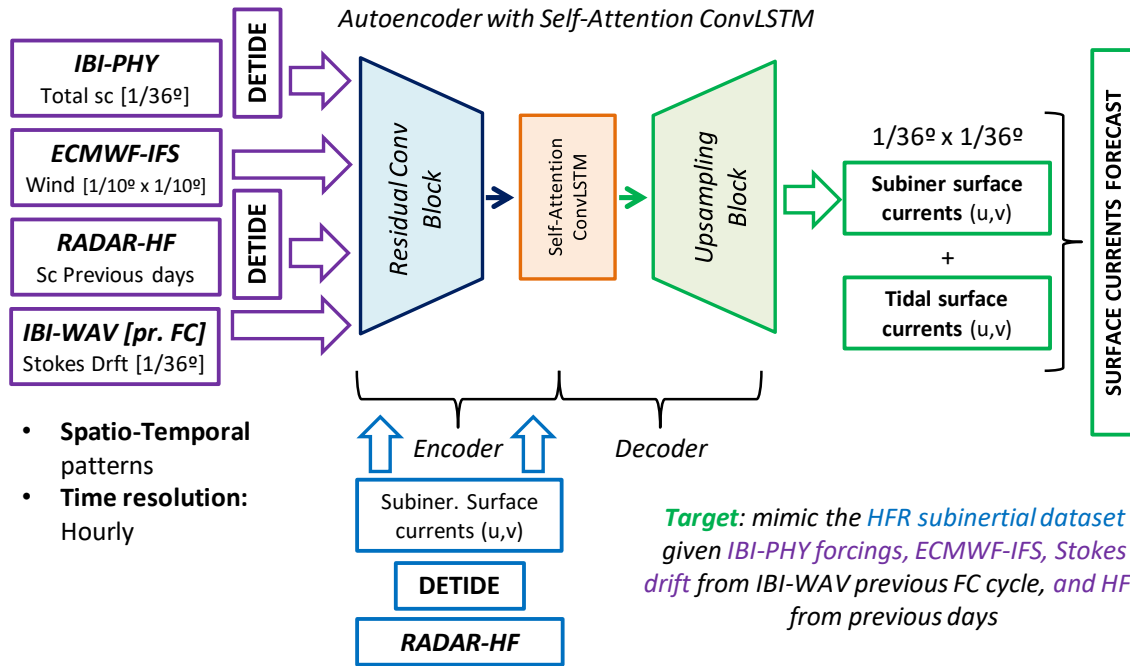 Autoencoder with Self-Attention ConvLSTM
IBI-PHY
Total sc [1/36º]
DETIDE
ECMWF-IFS
Wind [1/10º x 1/10º]
RADAR-HF
Sc Previous days
DETIDE
IBI-WAV [pr. FC]
Stokes Drft [1/36º]
Residual Conv
Block
Self-Attention
ConvLSTM
Upsampling
Block
1/36º x 1/36º
Subiner surface
currents (u,v)
+
Tidal surface
currents (u,v)
SURFACE CURRENTS FORECAST
Encoder
Decoder
• Spatio-Temporal
patterns
• Time resolution:
Hourly
Subiner. Surface
currents (u,v)
DETIDE
RADAR-HF
Target: mimic the HFR subinertial dataset
given IBI-PHY forcings, ECMWF-IFS, Stokes
drift from IBI-WAV previous FC cycle, and HF
from previous days